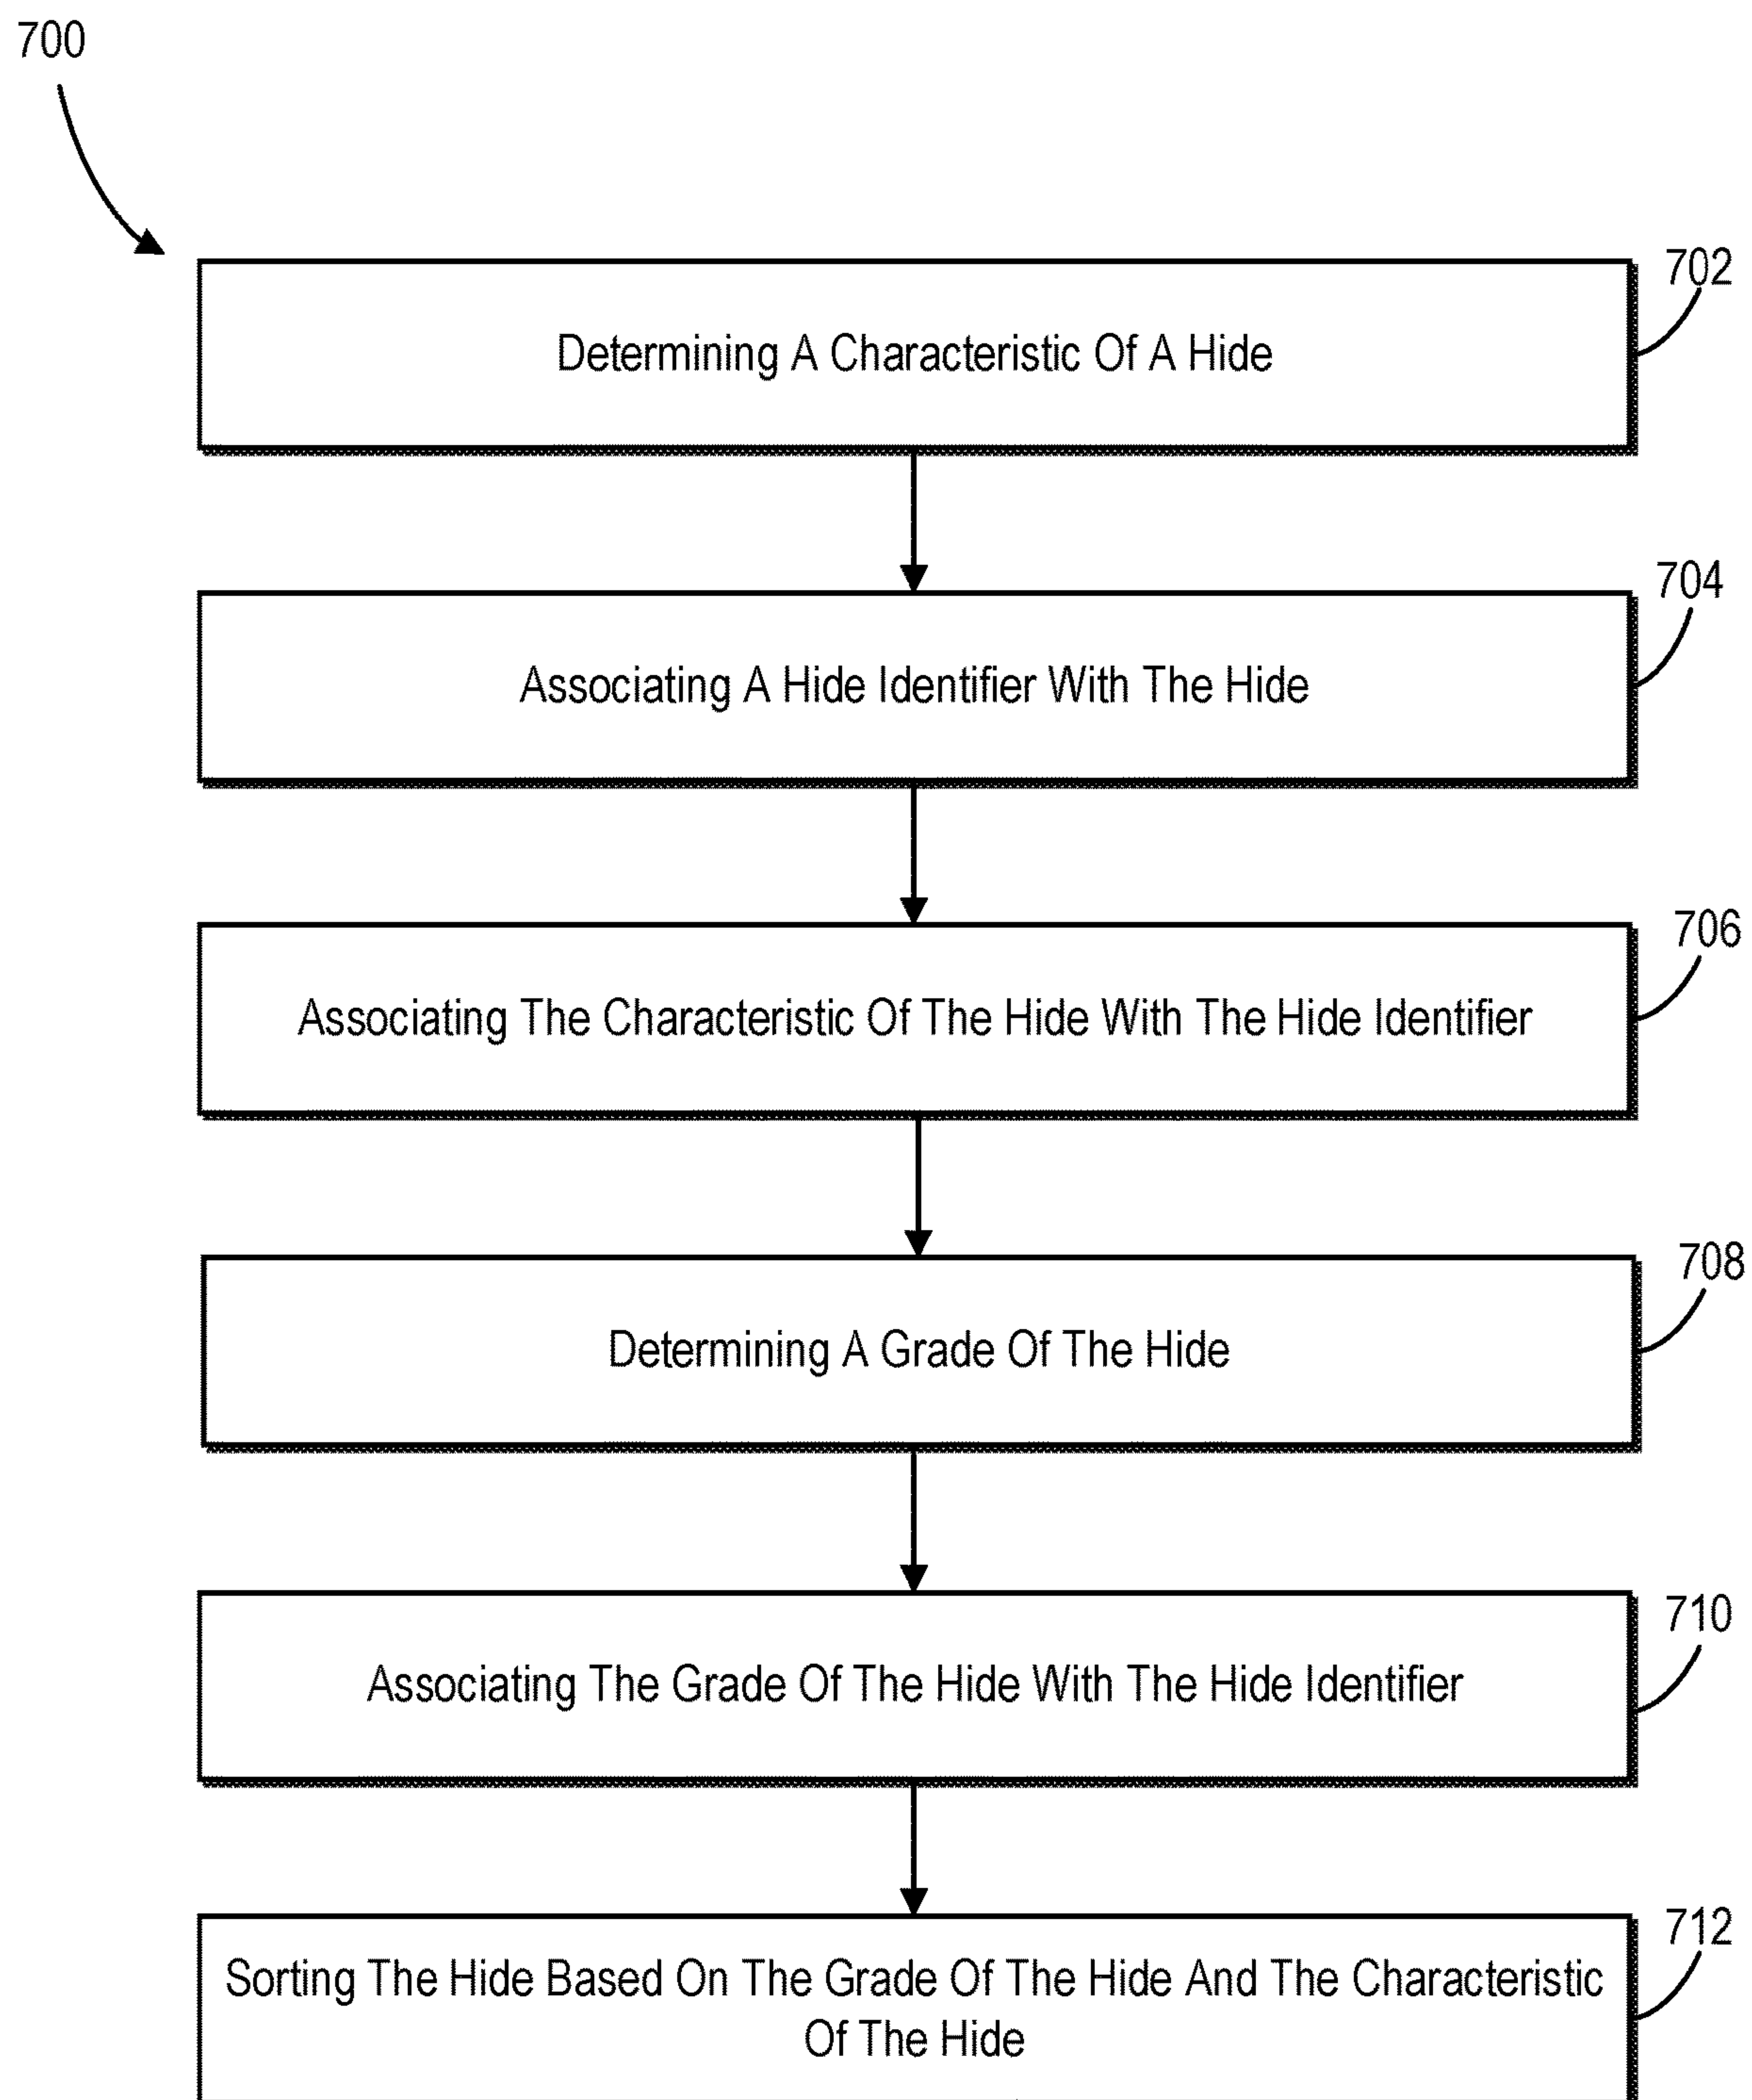 700
702
Determining A Characteristic Of A Hide
704
Associating A Hide Identifier With The Hide
706
Associating The Characteristic Of The Hide With The Hide Identifier
708
Determining A Grade Of The Hide
710
Associating The Grade Of The Hide With The Hide Identifier
712
Sorting The Hide Based On The Grade Of The Hide And The Characteristic
Of The Hide